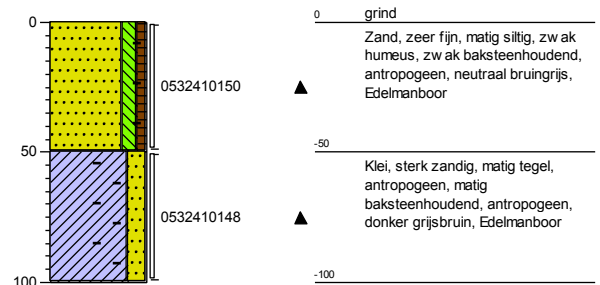 0
0
grind
Zand, zeer fijn, matig siltig, zw ak
humeus, zw ak baksteenhoudend,
antropogeen, neutraal bruingrijs,
Edelmanboor
0532410150
50
-50
Klei, sterk zandig, matig tegel,
antropogeen, matig
baksteenhoudend, antropogeen,
donker grijsbruin, Edelmanboor
0532410148
100
-100